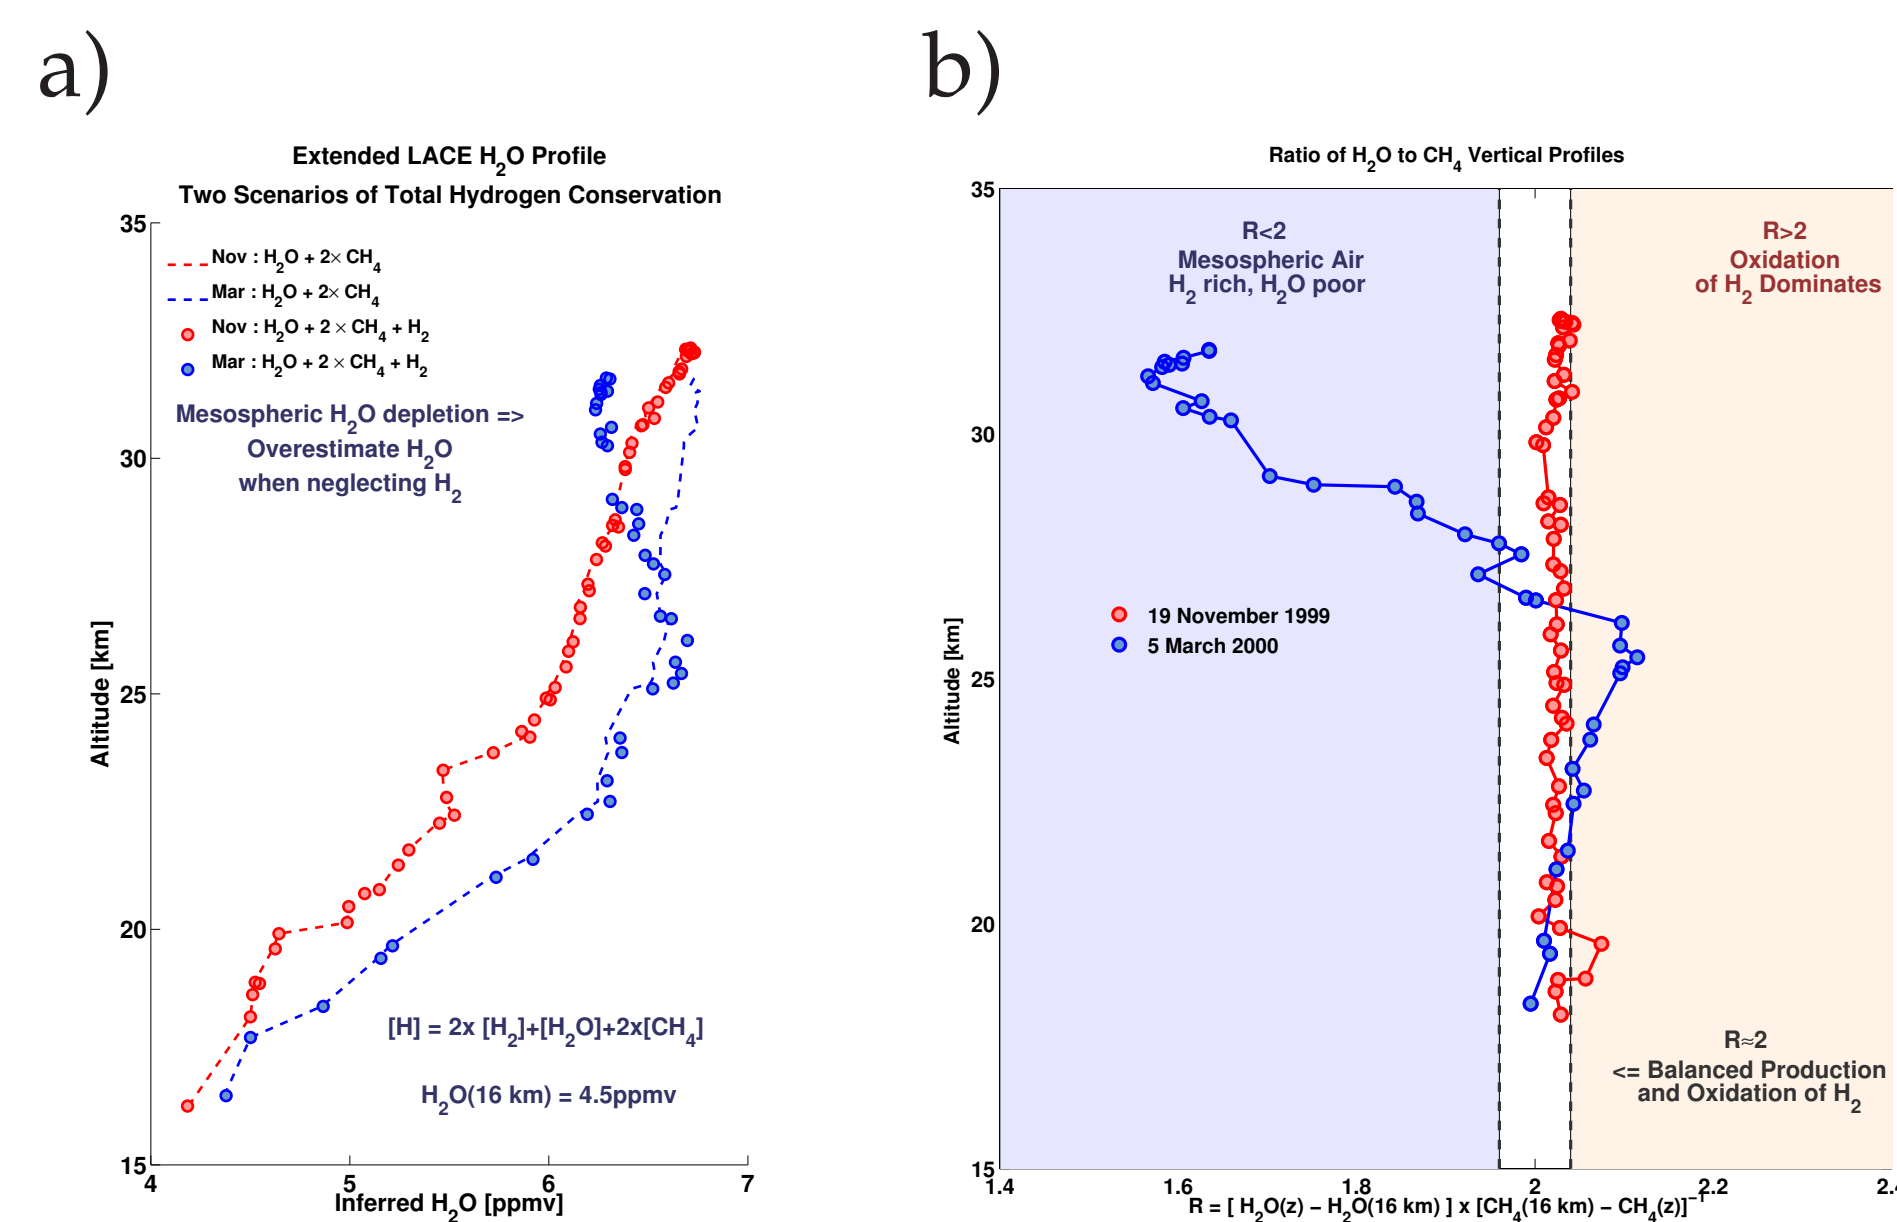 a)
Extended LACE H2O Profile
Two Scenarios of Total Hydrogen Conservation
35
30
25
20
15
Altitude [km]
Nov : H2O + 2× CH4
Mar : H2O + 2× CH4
Nov : H2O + 2 × CH4 + H2
Mar : H2O + 2 × CH4 + H2
Mesospheric H2O depletion =>
Overestimate H2O
when neglecting H2
[H] = 2x [H2]+[H2O]+2x[CH4]
H2O(16 km) = 4.5ppmv
4 5 6 7
Inferred H2O [ppmv]
b)
Ratio of H2O to CH4 Vertical Profiles
35
30
25
20
15
Altitude [km]
R<2
Mesospheric Air
H2 rich, H2O poor
R>2
Oxidation
of H2 Dominates
19 November 1999
5 March 2000
R≈2
<= Balanced Production
and Oxidation of H2
1.4 1.6 1.8 2 2.2
R = [ H2O(z) − H2O(16 km) ] x [CH4(16 km) − CH4(z)]−1